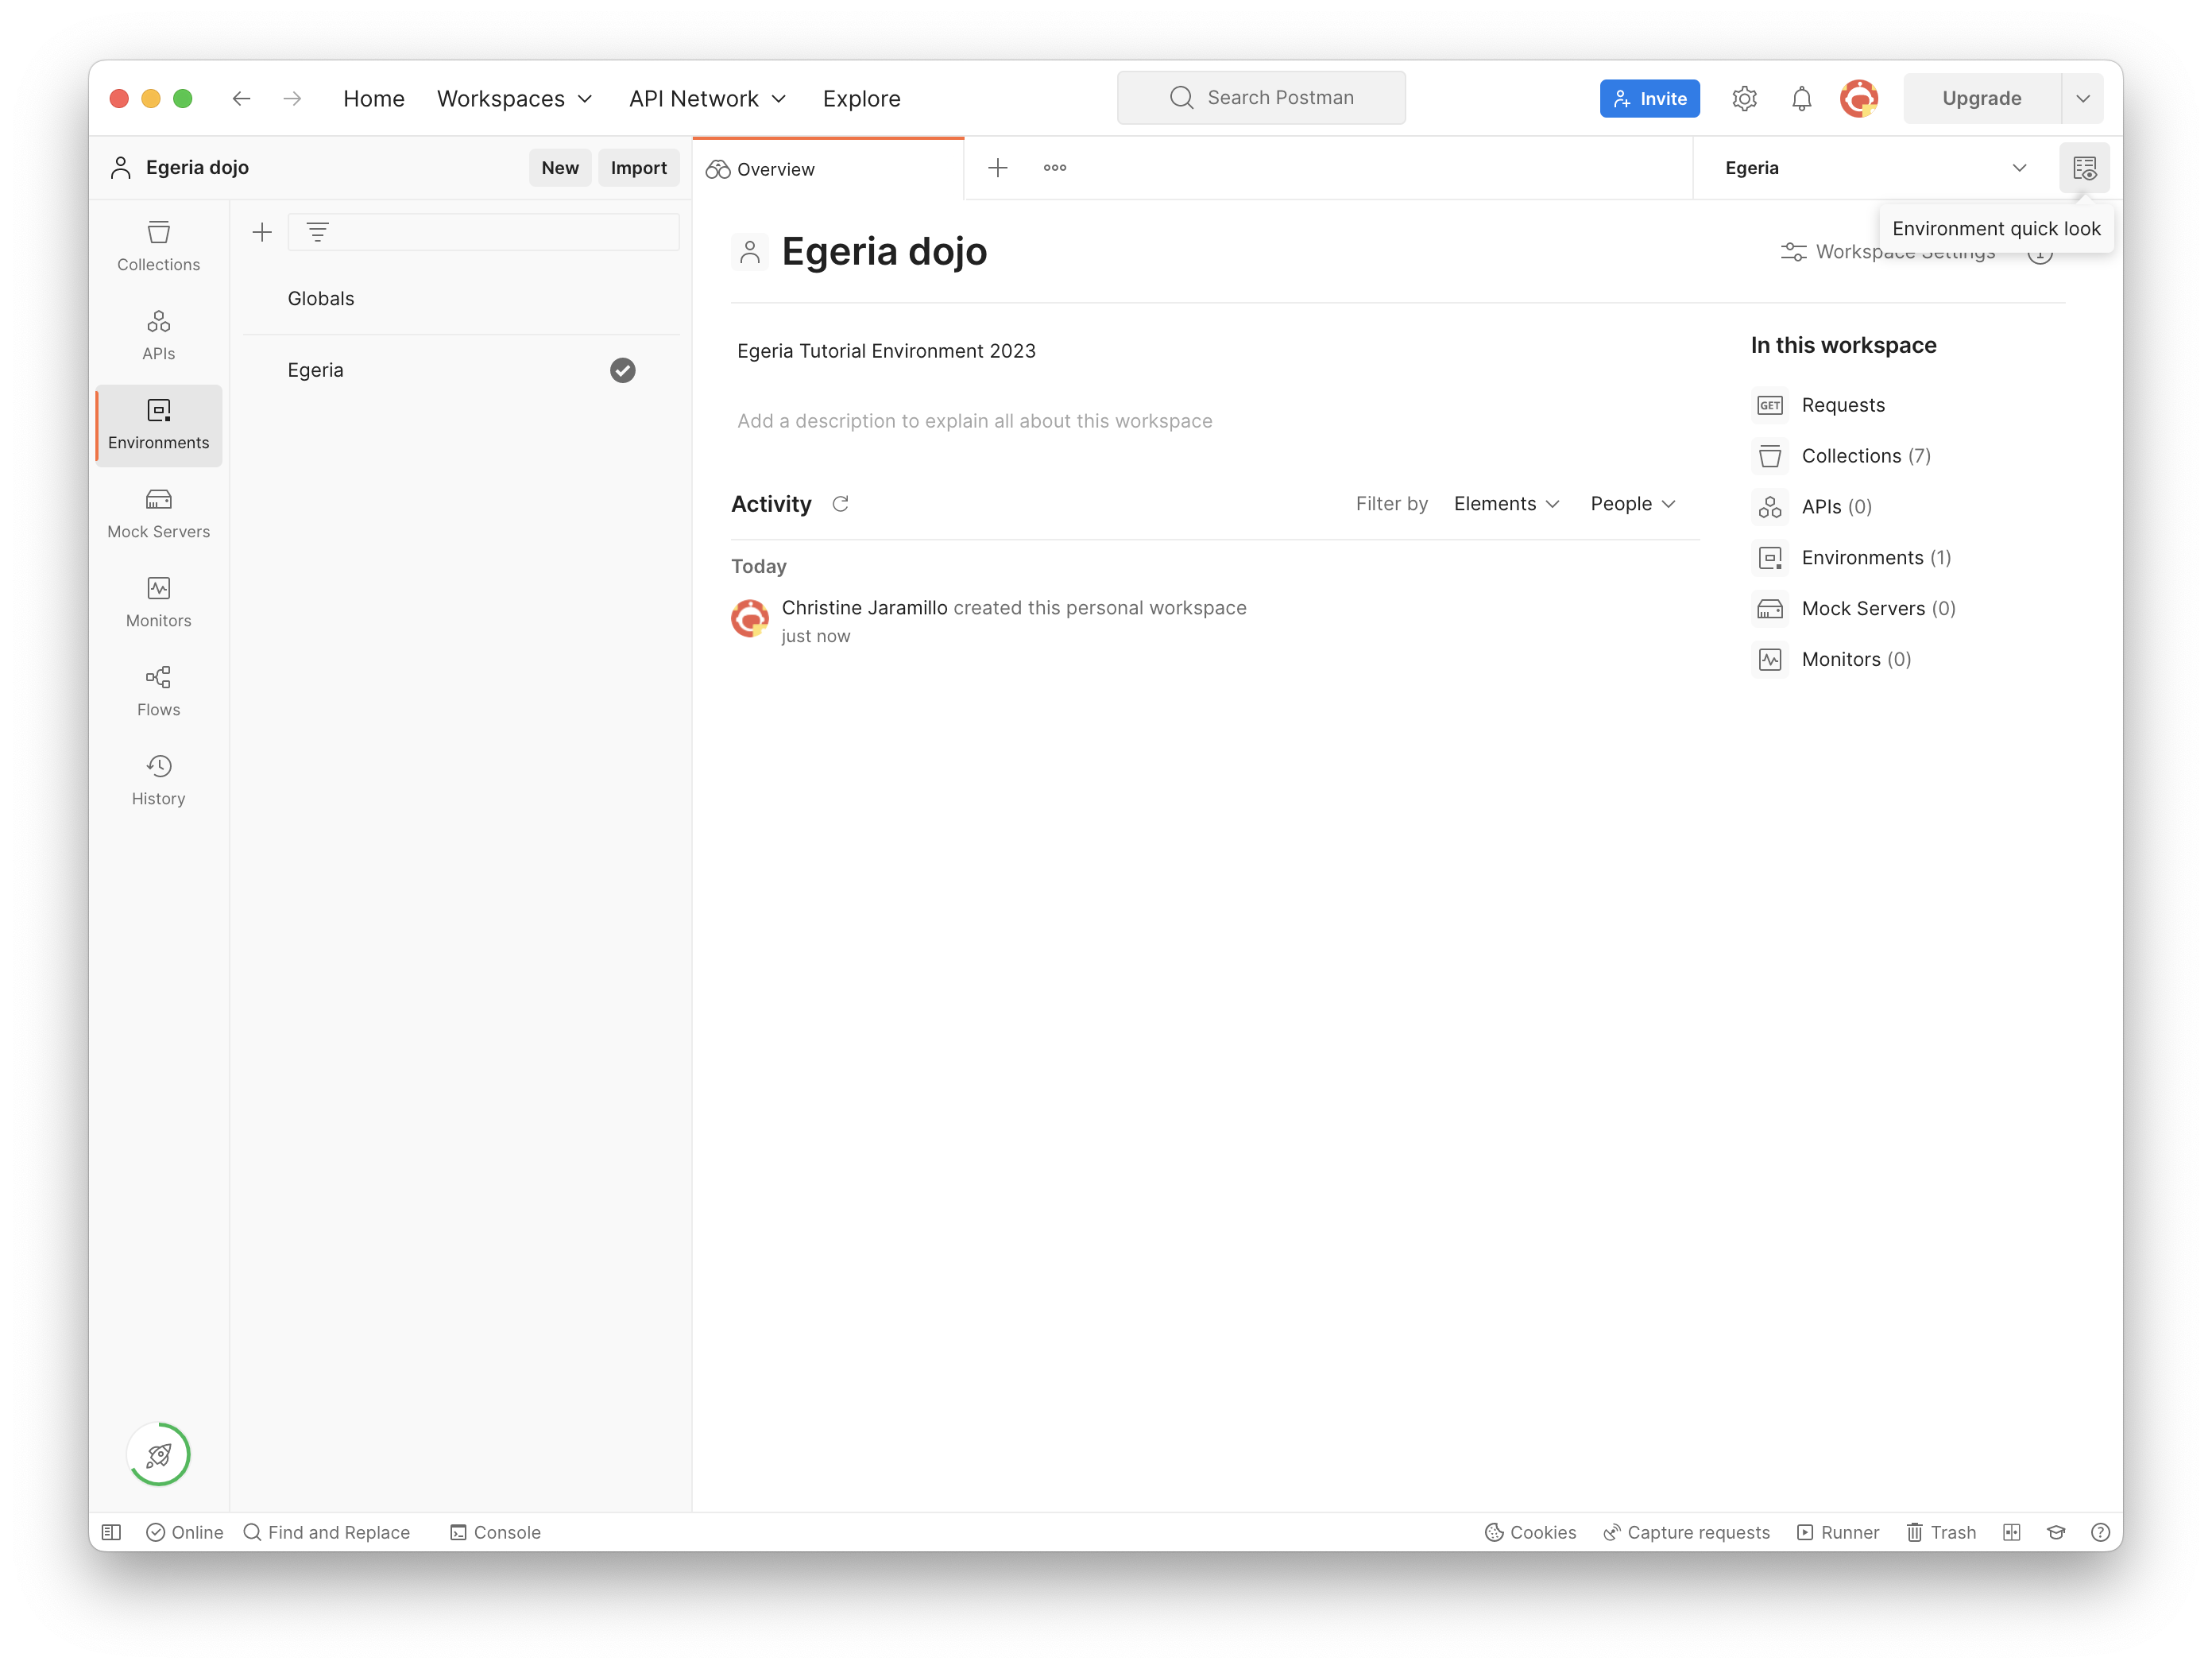 Home
Workspaces
API Network
Explore
Search Postman
Invite
Upgrade
Egeria dojo
New
Import
Overview
Egeria
Environment quick look
Collections
APIs
Environments
Mock Servers
Monitors
Flows
History
Globals
Egeria
Egeria dojo
Workspace Settings
Egeria Tutorial Environment 2023
Add a description to explain all about this workspace
Activity
Filter by
Elements
People
Today
Christine Jaramillo created this personal workspace
just now
In this workspace
GET Requests
Collections (7)
APIs (0)
Environments (1)
Mock Servers (0)
Monitors (0)
Online
Find and Replace
Console
Cookies
Capture requests
Runner
Trash